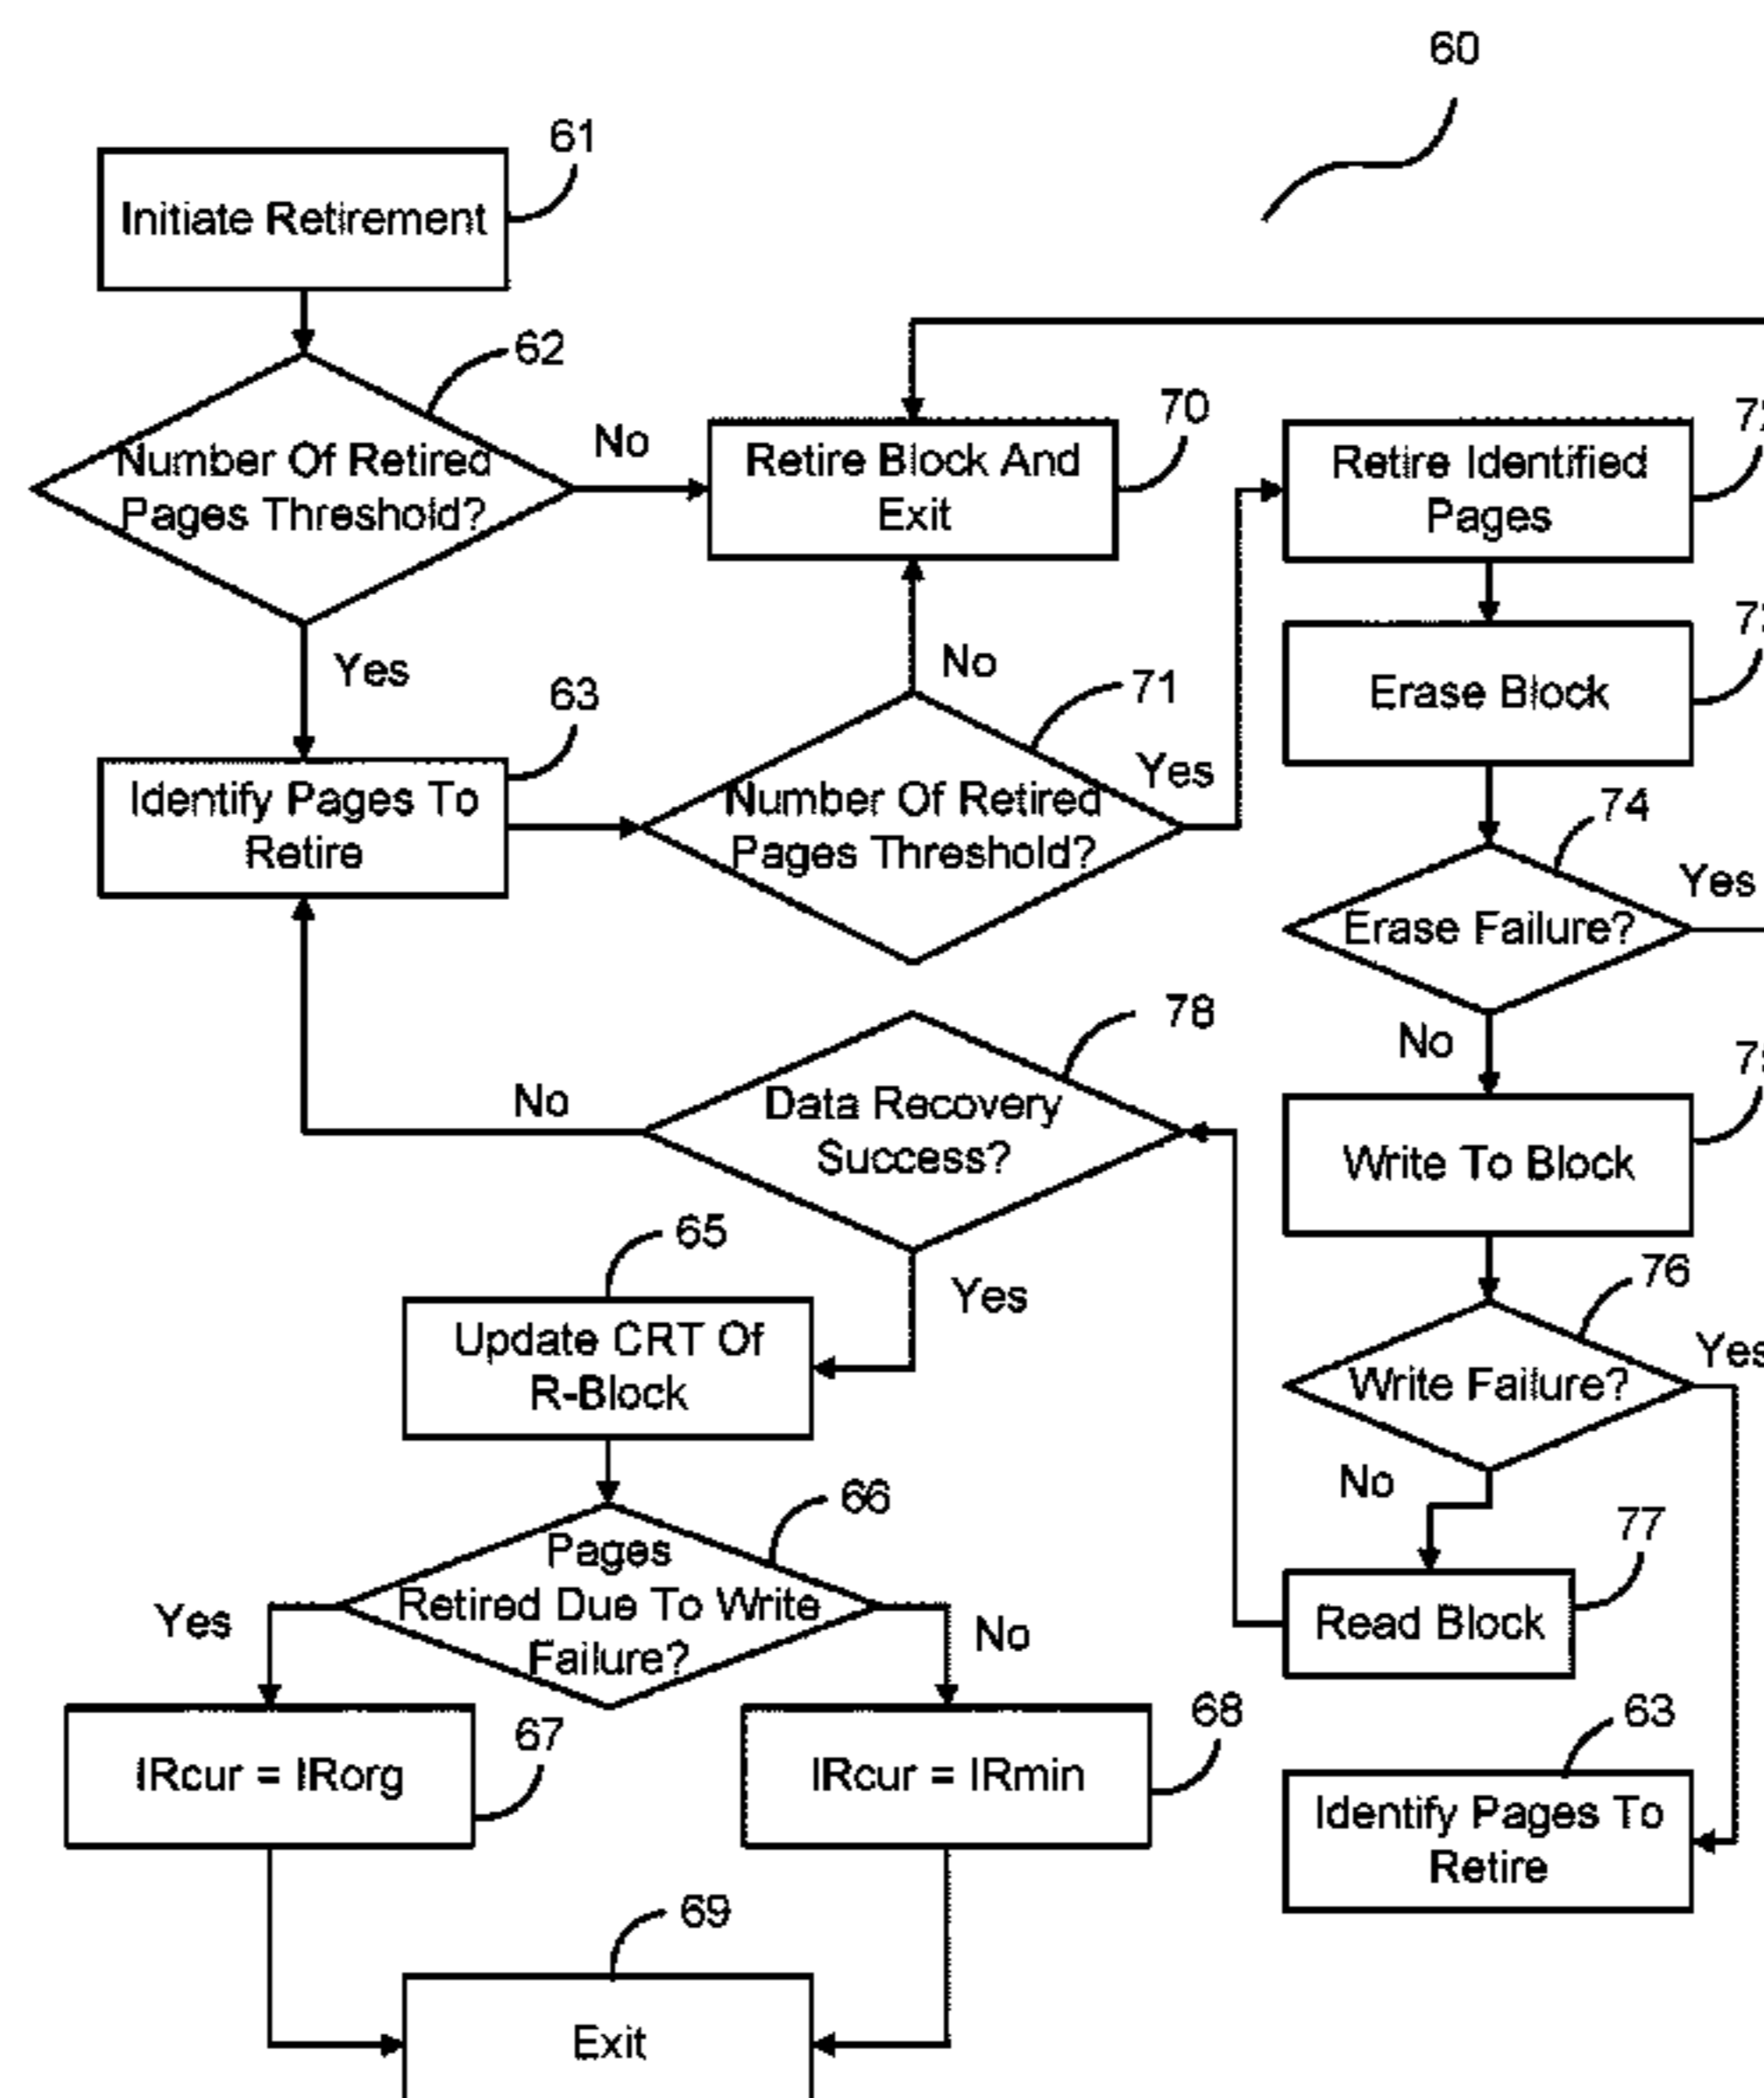 60
61
Initiate Retirement
62
Number Of Retired
Pages Threshold?
No
Yes
70
Retire Block And
Exit
Retire Identified
Pages
63
Identify Pages To
Retire
No
71
Number Of Retired
Pages Threshold?
Yes
Erase Block
74
Erase Failure?
Yes
No
78
Data Recovery
Success?
No
Yes
Write To Block
65
Update CRT Of
R-Block
76
Write Failure?
Yes
No
66
Pages
Retired Due To Write
Failure?
Yes
No
77
Read Block
67
IRcur = IRorg
68
IRcur = IRmin
63
Identify Pages To
Retire
69
Exit